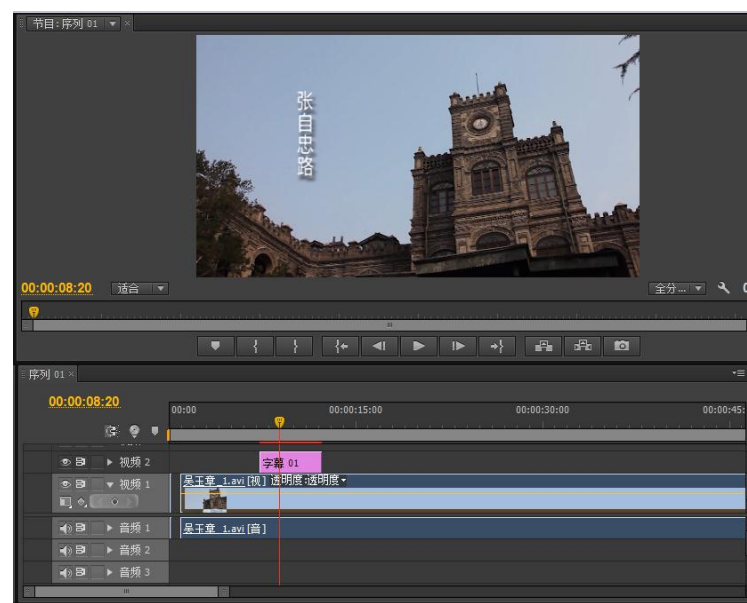 节目:序列 01
张自忠路
00:00:08:20
适合
全分...
序列 01
00:00:08:20
00:00
00:00:15:00
00:00:30:00
00:00:45:
视频 2
字幕 01
视频 1
吴玉章_1.avi [视] 透明度:透明度
音频 1
吴玉章_1.avi [音]
音频 2
音频 3